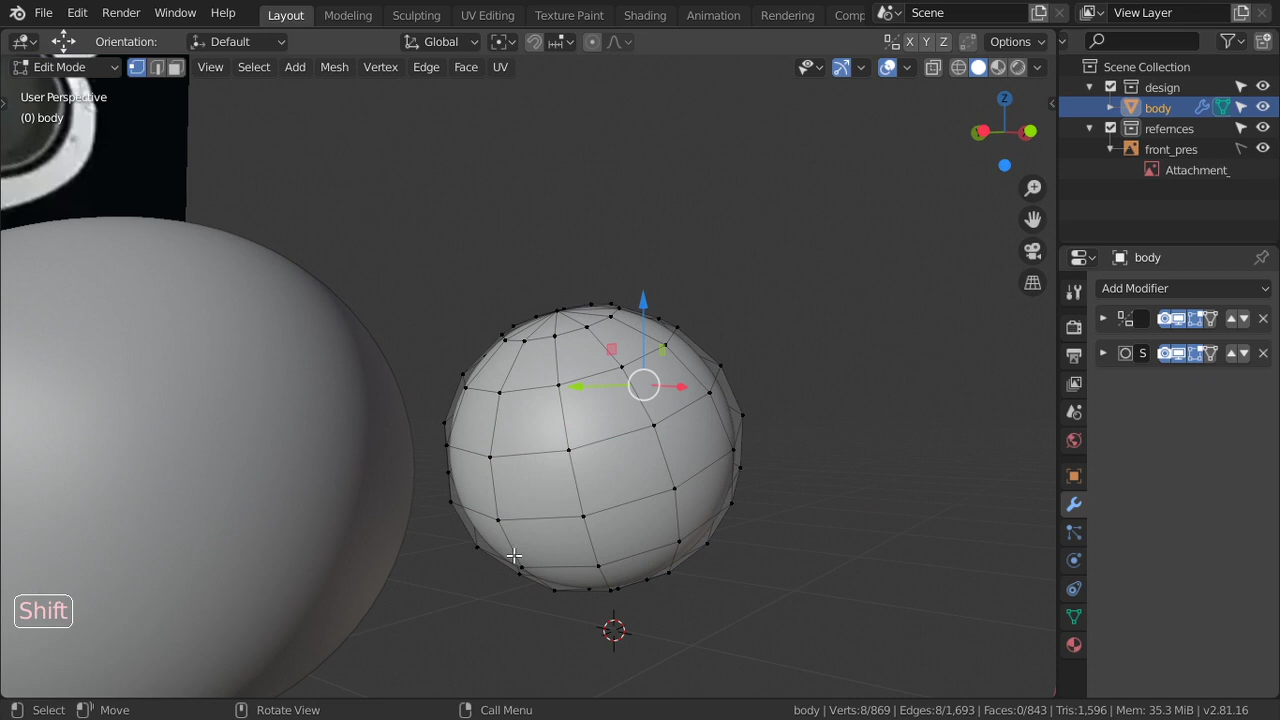 File Edit Render Window Help Layout Modeling Sculpting UV Editing Texture Paint Shading Animation Rendering Comp Scene View Layer
Orientation: Default Global X Y Z Options
Edit Mode View Select Add Mesh Vertex Edge Face UV
User Perspective
(0) body
Z
Scene Collection
design
body
refernces
front_pres
Attachment_
body
Add Modifier
S
Shift
Select Move Rotate View Call Menu body | Verts:8/869 | Edges:8/1,693 | Faces:0/843 | Tris:1,596 | Mem: 35.3 MiB | v2.81.16